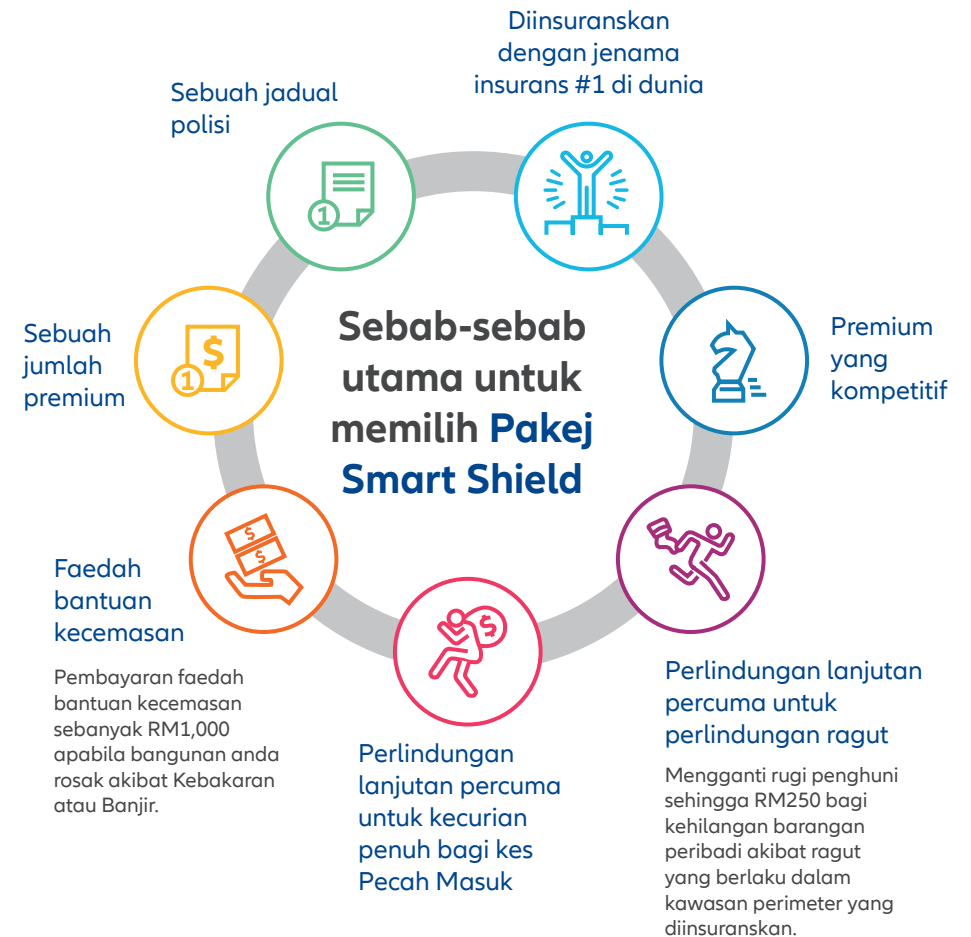 Diinsuranskan
dengan jenama
insurans #1 di dunia
Sebuah jadual
polisi
1
Sebab-sebab
utama untuk
memilih Pakej
Smart Shield
Premium
yang
kompetitif
Sebuah
jumlah
premium
$
1
$
$
$
Faedah
bantuan
kecemasan
Pembayaran faedah
bantuan kecemasan
sebanyak RM1,000
apabila bangunan anda
rosak akibat Kebakaran
atau Banjir.
Perlindungan
lanjutan percuma
untuk kecurian
penuh bagi kes
Pecah Masuk
Perlindungan lanjutan
percuma untuk
perlindungan ragut
Mengganti rugi penghuni
sehingga RM250 bagi
kehilangan barangan
peribadi akibat ragut
yang berlaku dalam
kawasan perimeter yang
diinsuranskan.